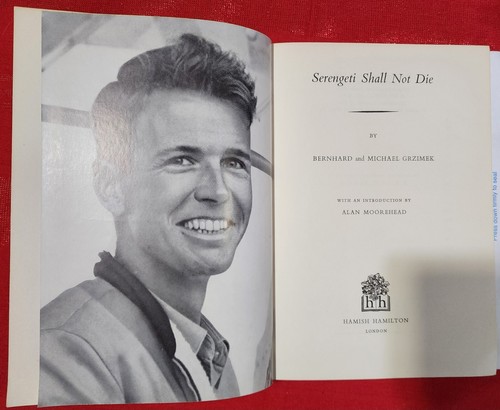 Serengeti Shall Not Die
BY
BERNHARD and MICHAEL GRZIMEK
WITH AN INTRODUCTION BY
ALAN MOOREHEAD
h h
HAMISH HAMILTON
LONDON